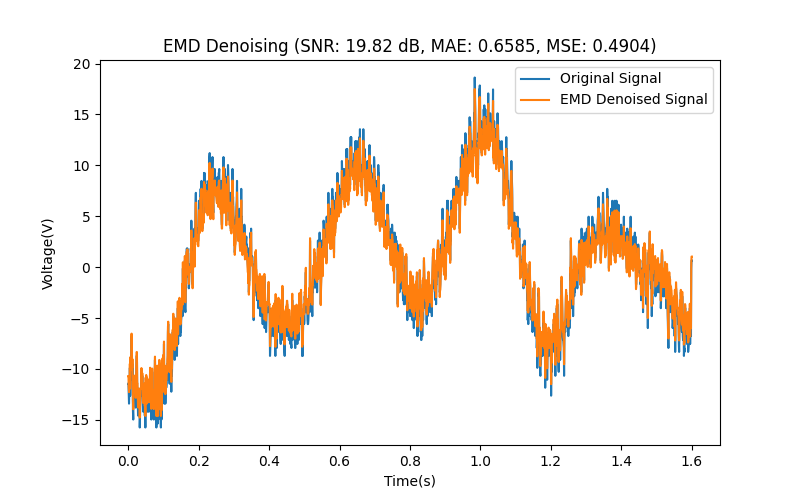 EMD Denoising (SNR: 19.82 dB, MAE: 0.6585, MSE: 0.4904)
Original Signal
EMD Denoised Signal
Voltage(V)
20
15
10
5
0
−5
−10
−15
0.0 0.2 0.4 0.6 0.8 1.0 1.2 1.4 1.6
Time(s)